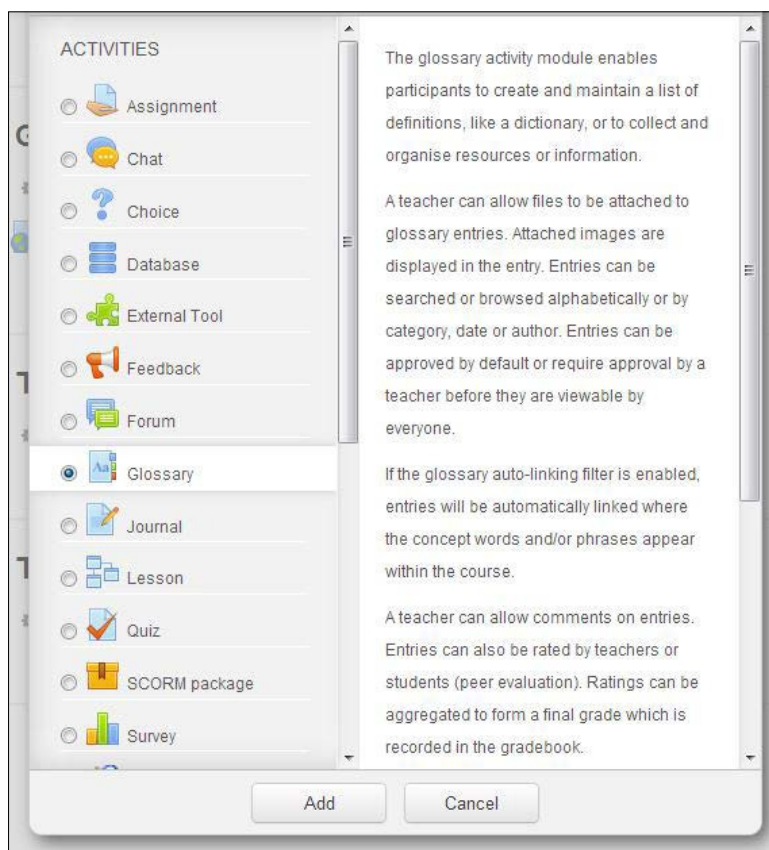 ACTIVITIES
Assignment
Chat
Choice
Database
External Tool
Feedback
Forum
Aa
Glossary
Journal
Lesson
Quiz
SCORM package
Survey
The glossary activity module enables
participants to create and maintain a list of
definitions, like a dictionary, or to collect and
organise resources or information.
A teacher can allow files to be attached to
glossary entries. Attached images are
displayed in the entry. Entries can be
searched or browsed alphabetically or by
category, date or author. Entries can be
approved by default or require approval by a
teacher before they are viewable by
everyone.
If the glossary auto-linking filter is enabled,
entries will be automatically linked where
the concept words and/or phrases appear
within the course.
A teacher can allow comments on entries.
Entries can also be rated by teachers or
students (peer evaluation). Ratings can be
aggregated to form a final grade which is
recorded in the gradebook.
Add
Cancel